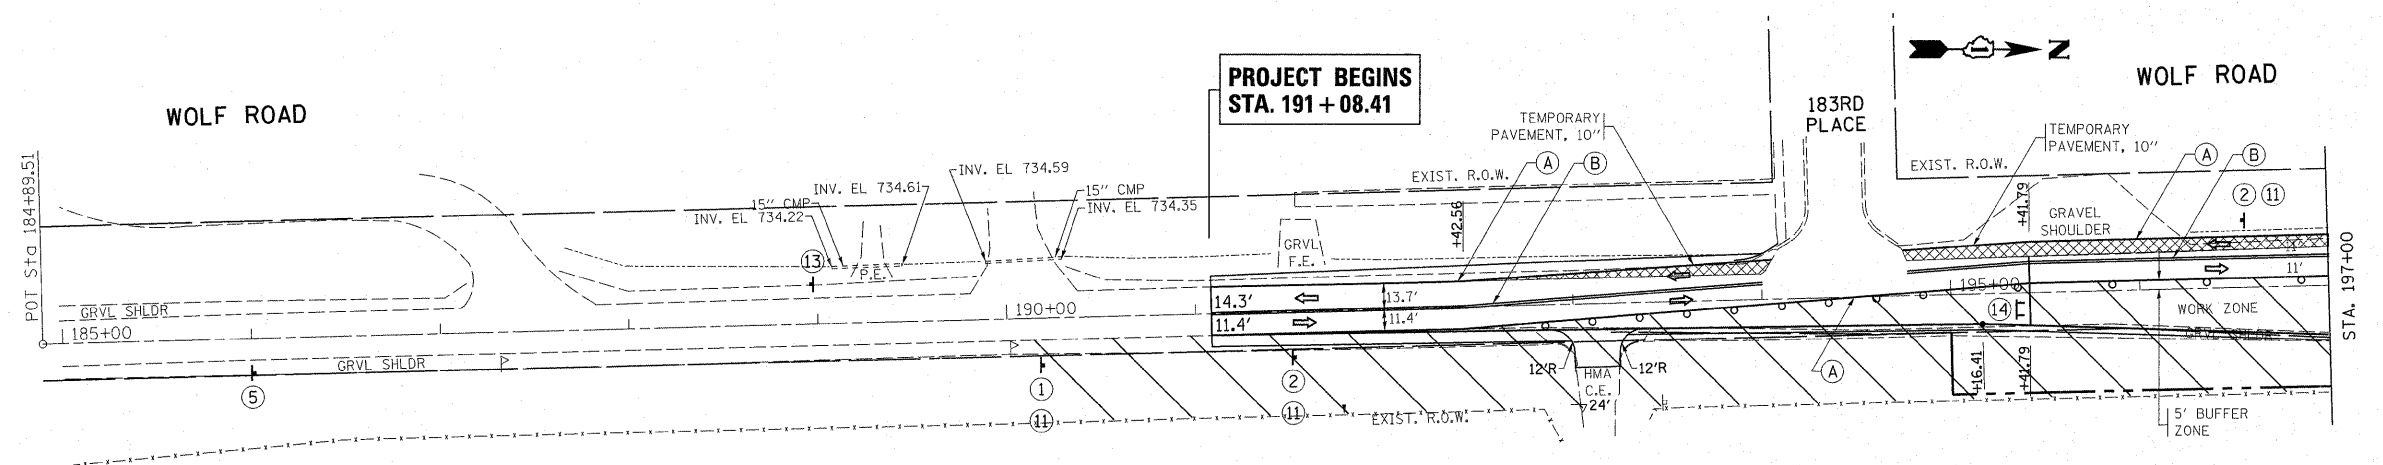 WOLF ROAD
PROJECT BEGINS
STA. 191+08.41
WOLF ROAD
N
183RD
PLACE
TEMPORARY
PAVEMENT, 10"
A
B
TEMPORARY
PAVEMENT, 10"
A
B
EXIST. R.O.W.
EXIST. R.O.W.
2
11
POT Sta 184+89.51
INV. EL 734.59
INV. EL 734.61
15" CMP
INV. EL 734.22
15" CMP
INV. EL 734.35
+42.56
+41.79
GRAVEL
SHOULDER
13
P.E.
GRVL
F.E.
GRVL SHLDR
185+00
190+00
14.3'
11.4'
13.7'
11.4'
195+00
14
11'
WORK ZONE
STA. 197+00
GRVL SHLDR
5
1
11
2
11
12'R
12'R
HMA
C.E.
24'
A
+16.41
+41.79
EXIST. R.O.W.
5' BUFFER
ZONE